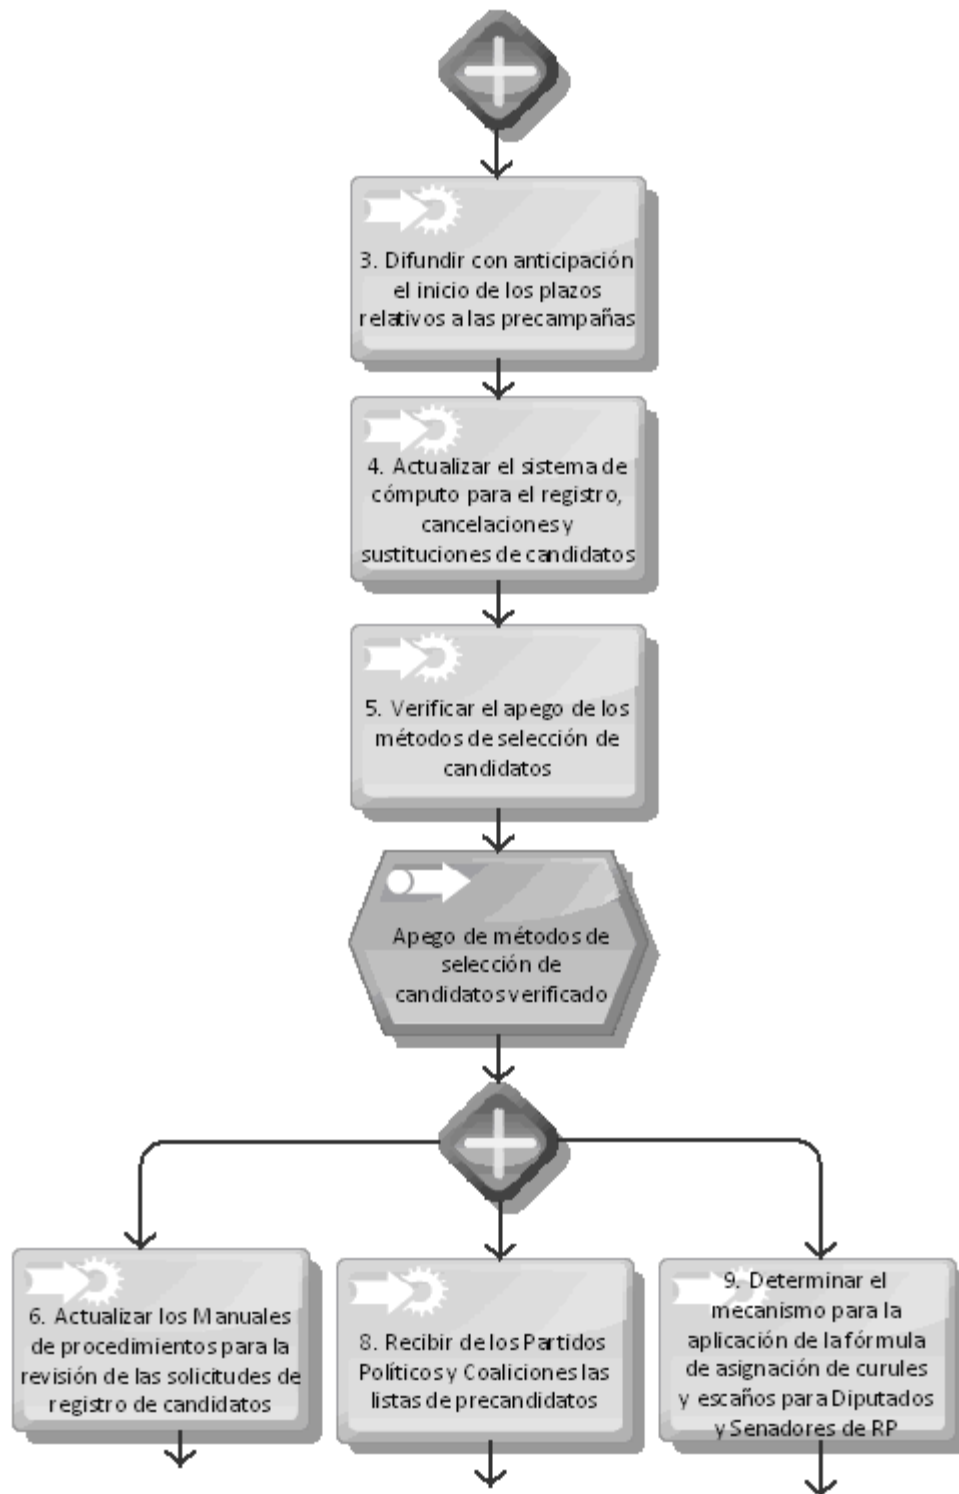 3. Difundir con anticipación
el inicio de los plazos
relativos a las precampañas
4. Actualizar el sistema de
cómputo para el registro,
cancelaciones y
sustituciones de candidatos
5. Verificar el apego de los
métodos de selección de
candidatos
Apego de métodos de
selección de
candidatos verificado
6. Actualizar los Manuales
de procedimientos para la
revisión de las solicitudes de
registro de candidatos
8. Recibir de los Partidos
Políticos y Coaliciones las
listas de precandidatos
9. Determinar el
mecanismo para la
aplicación de la fórmula
de asignación de curules
y escaños para Diputados
y Senadores de RP